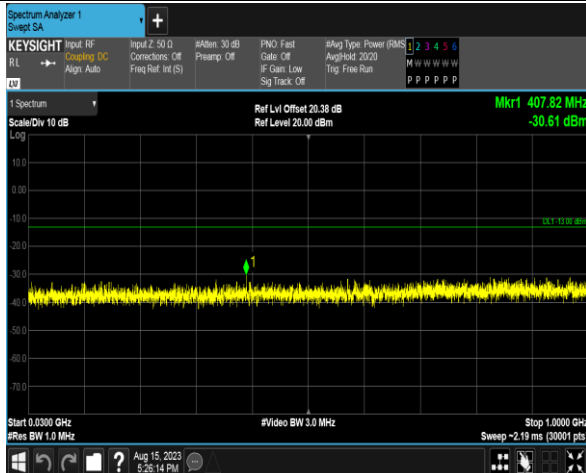 Spectrum Analyzer 1
Swept SA
+
KEYSIGHT
RL
Input: RF
Coupling: DC
Align: Auto
Input Z: 50 Ω
Corrections: Off
Freq Ref: Int (S)
#Atten: 30 dB
Preamp: Off
PNO: Fast
Gate: Off
IF Gain: Low
Sig Track: Off
#Avg Type: Power (RMS
Avg|Hold: 20/20
Trig: Free Run
1 2 3 4 5 6
M W W W W W
P P P P P P
LXI
1 Spectrum
Scale/Div 10 dB
Ref Lvl Offset 20.38 dB
Ref Level 20.00 dBm
Mkr1 407.82 MHz
-30.61 dBm
Log
10.0
0.00
-10.0
DL1 -13.00 dBm
-20.0
1
-30.0
-40.0
-50.0
-60.0
-70.0
Start 0.0300 GHz
#Res BW 1.0 MHz
#Video BW 3.0 MHz
Stop 1.0000 GHz
Sweep ~2.19 ms (30001 pts)
?
Aug 15, 2023
5:26:14 PM